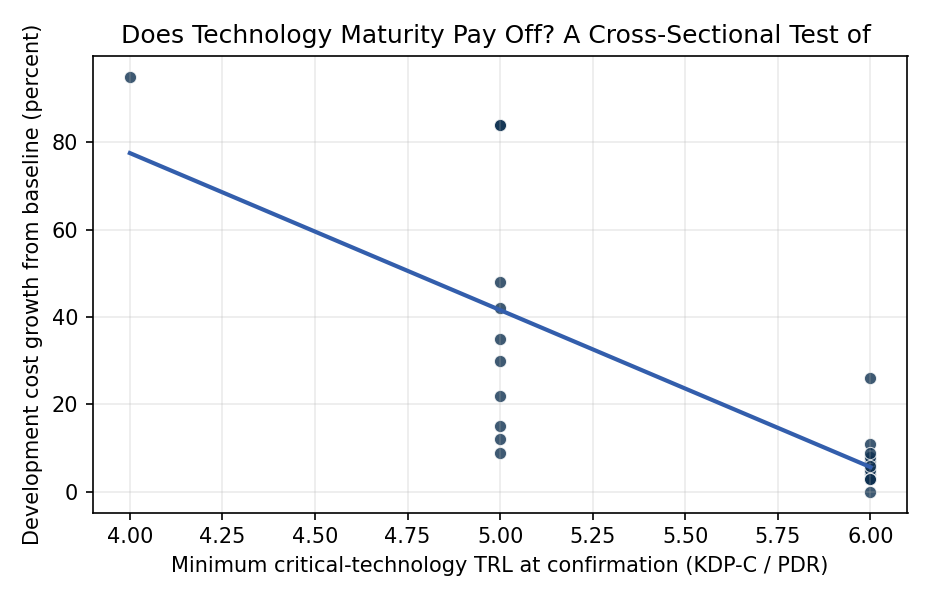 Does Technology Maturity Pay Off? A Cross-Sectional Test of
Development cost growth from baseline (percent)
80
60
40
20
0
4.00 4.25 4.50 4.75 5.00 5.25 5.50 5.75 6.00
Minimum critical-technology TRL at confirmation (KDP-C / PDR)